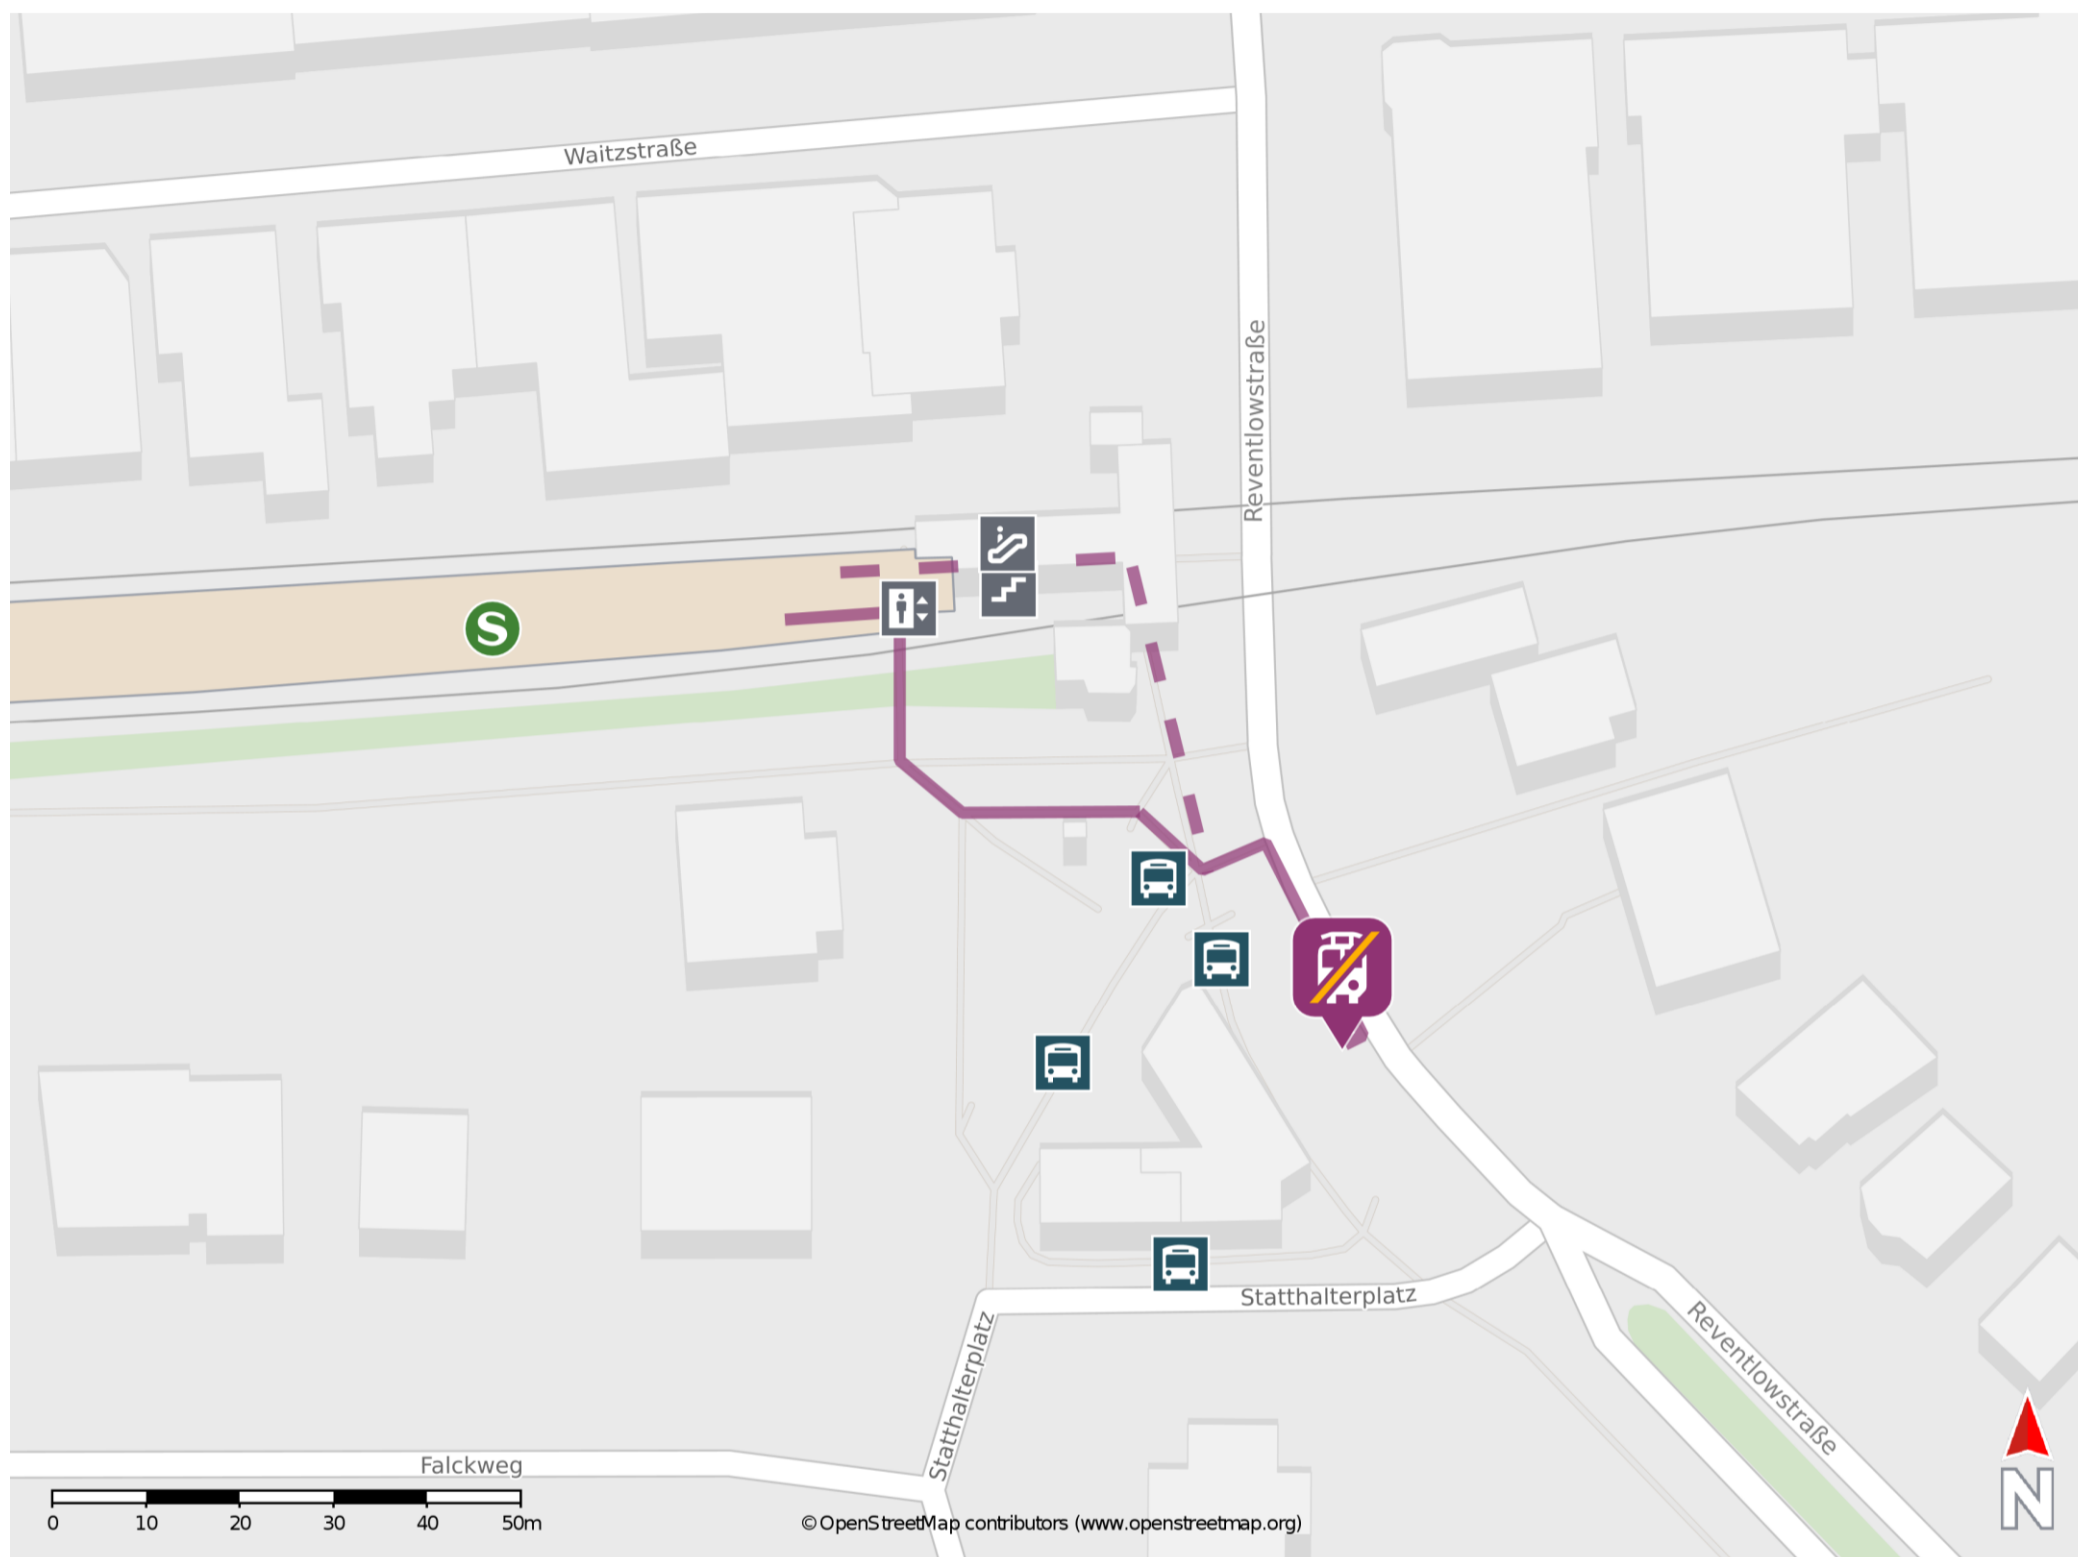 Waitzstraße
Reventlowstraße
S
Statthalterplatz
Statthalterplatz
Reventlowstraße
Falckweg
0 10 20 30 40 50m
©OpenStreetMap contributors (www.openstreetmap.org)
N